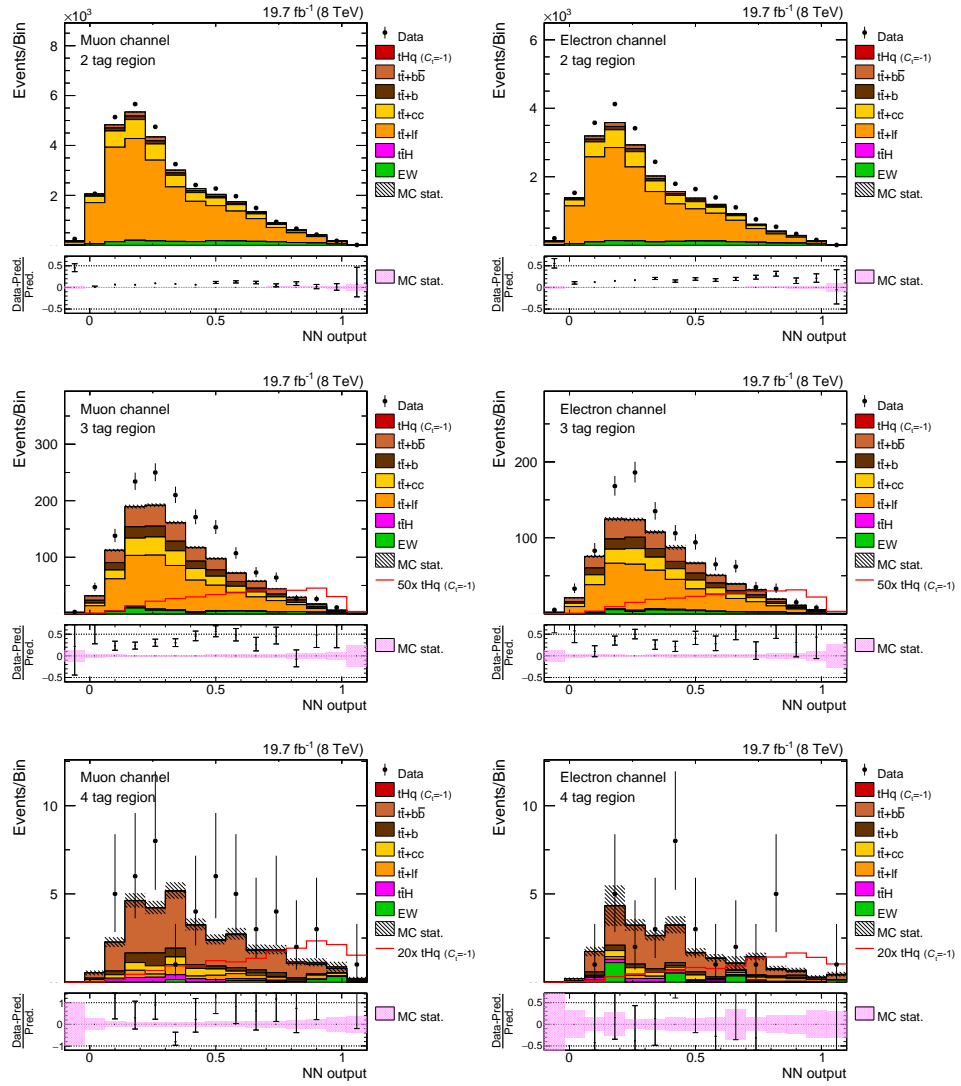 ×10³ 19.7 fb⁻¹ (8 TeV)
Events/Bin
8
6
4
2
Muon channel
2 tag region
Data
tHq (Cₜ=-1)
tt̄+bb̄
tt̄+b
tt̄+cc
tt̄+lf
tt̄H
EW
MC stat.
Data-Pred.
Pred.
0.5
0
−0.5
MC stat.
0 0.5 1
NN output
×10³ 19.7 fb⁻¹ (8 TeV)
Events/Bin
6
4
2
Electron channel
2 tag region
Data
tHq (Cₜ=-1)
tt̄+bb̄
tt̄+b
tt̄+cc
tt̄+lf
tt̄H
EW
MC stat.
Data-Pred.
Pred.
0.5
0
−0.5
MC stat.
0 0.5 1
NN output
19.7 fb⁻¹ (8 TeV)
Events/Bin
300
200
100
Muon channel
3 tag region
Data
tHq (Cₜ=-1)
tt̄+bb̄
tt̄+b
tt̄+cc
tt̄+lf
tt̄H
EW
MC stat.
50x tHq (Cₜ=-1)
Data-Pred.
Pred.
0.5
0
−0.5
MC stat.
0 0.5 1
NN output
19.7 fb⁻¹ (8 TeV)
Events/Bin
200
100
Electron channel
3 tag region
Data
tHq (Cₜ=-1)
tt̄+bb̄
tt̄+b
tt̄+cc
tt̄+lf
tt̄H
EW
MC stat.
50x tHq (Cₜ=-1)
Data-Pred.
Pred.
0.5
0
−0.5
MC stat.
0 0.5 1
NN output
19.7 fb⁻¹ (8 TeV)
Events/Bin
10
5
Muon channel
4 tag region
Data
tHq (Cₜ=-1)
tt̄+bb̄
tt̄+b
tt̄+cc
tt̄+lf
tt̄H
EW
MC stat.
20x tHq (Cₜ=-1)
Data-Pred.
Pred.
1
0
−1
MC stat.
0 0.5 1
NN output
19.7 fb⁻¹ (8 TeV)
Events/Bin
10
5
Electron channel
4 tag region
Data
tHq (Cₜ=-1)
tt̄+bb̄
tt̄+b
tt̄+cc
tt̄+lf
tt̄H
EW
MC stat.
20x tHq (Cₜ=-1)
Data-Pred.
Pred.
0.5
0
−0.5
MC stat.
0 0.5 1
NN output